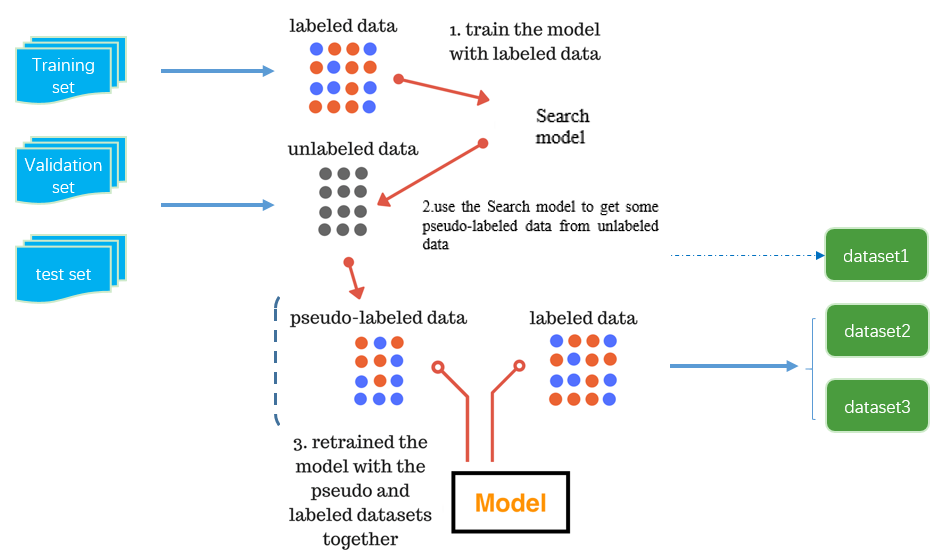 Training
set
Validation
set
test set
labeled data
1. train the model
with labeled data
Search
model
unlabeled data
2.use the Search model to get some
pseudo-labeled data from unlabeled
data
pseudo-labeled data
labeled data
3. retrained the
model with the
pseudo and
labeled datasets
together
Model
dataset1
dataset2
dataset3